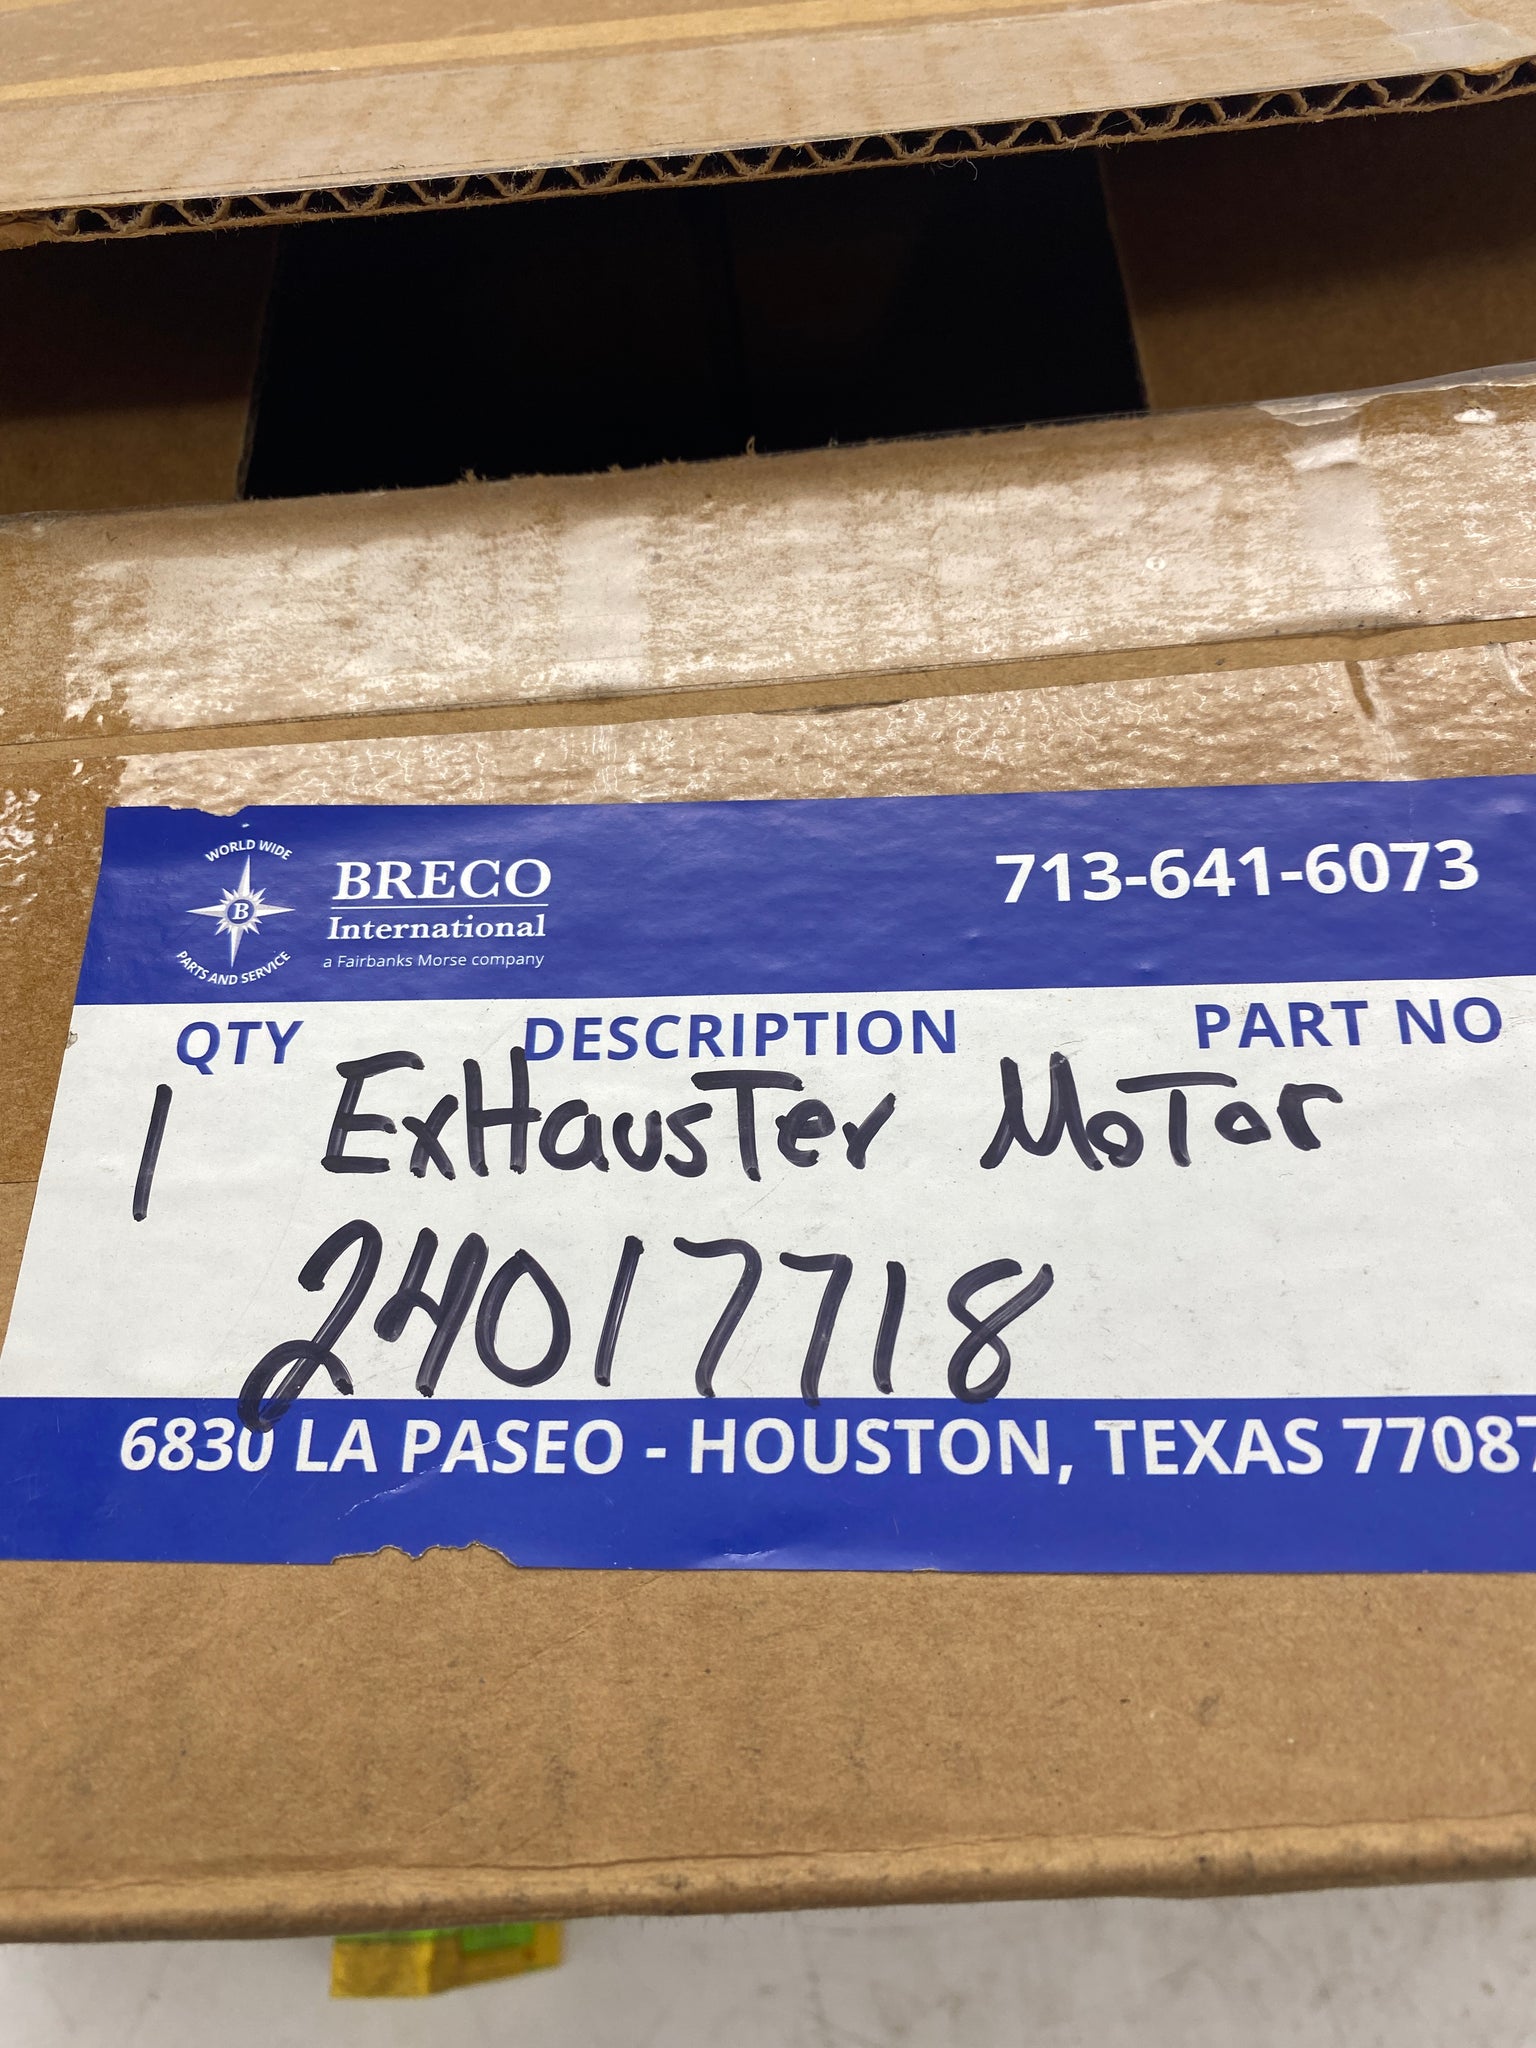 WORLD WIDE
B
PARTS AND SERVICE
BRECO
International
a Fairbanks Morse company
713-641-6073
QTY DESCRIPTION PART NO
1 ExHausTer MoTor
24017718
6830 LA PASEO - HOUSTON, TEXAS 77087